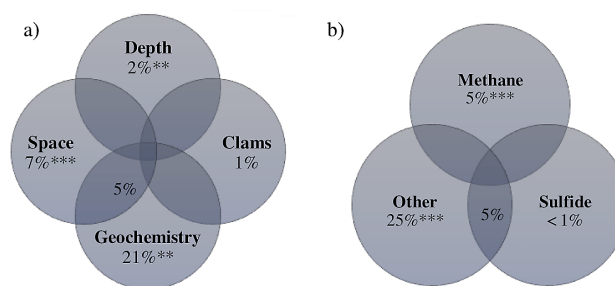 a)
Depth
2%**
Space
7%***
Clams
1%
5%
Geochemistry
21%**
b)
Methane
5%***
Other
25%***
5%
Sulfide
<1%